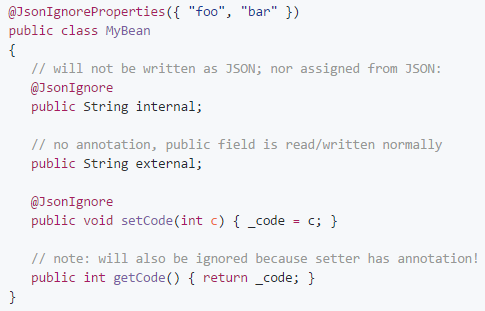 @JsonIgnoreProperties({ "foo", "bar" })
public class MyBean
{
   // will not be written as JSON; nor assigned from JSON:
   @JsonIgnore
   public String internal;

   // no annotation, public field is read/written normally
   public String external;

   @JsonIgnore
   public void setCode(int c) { _code = c; }

   // note: will also be ignored because setter has annotation!
   public int getCode() { return _code; }
}